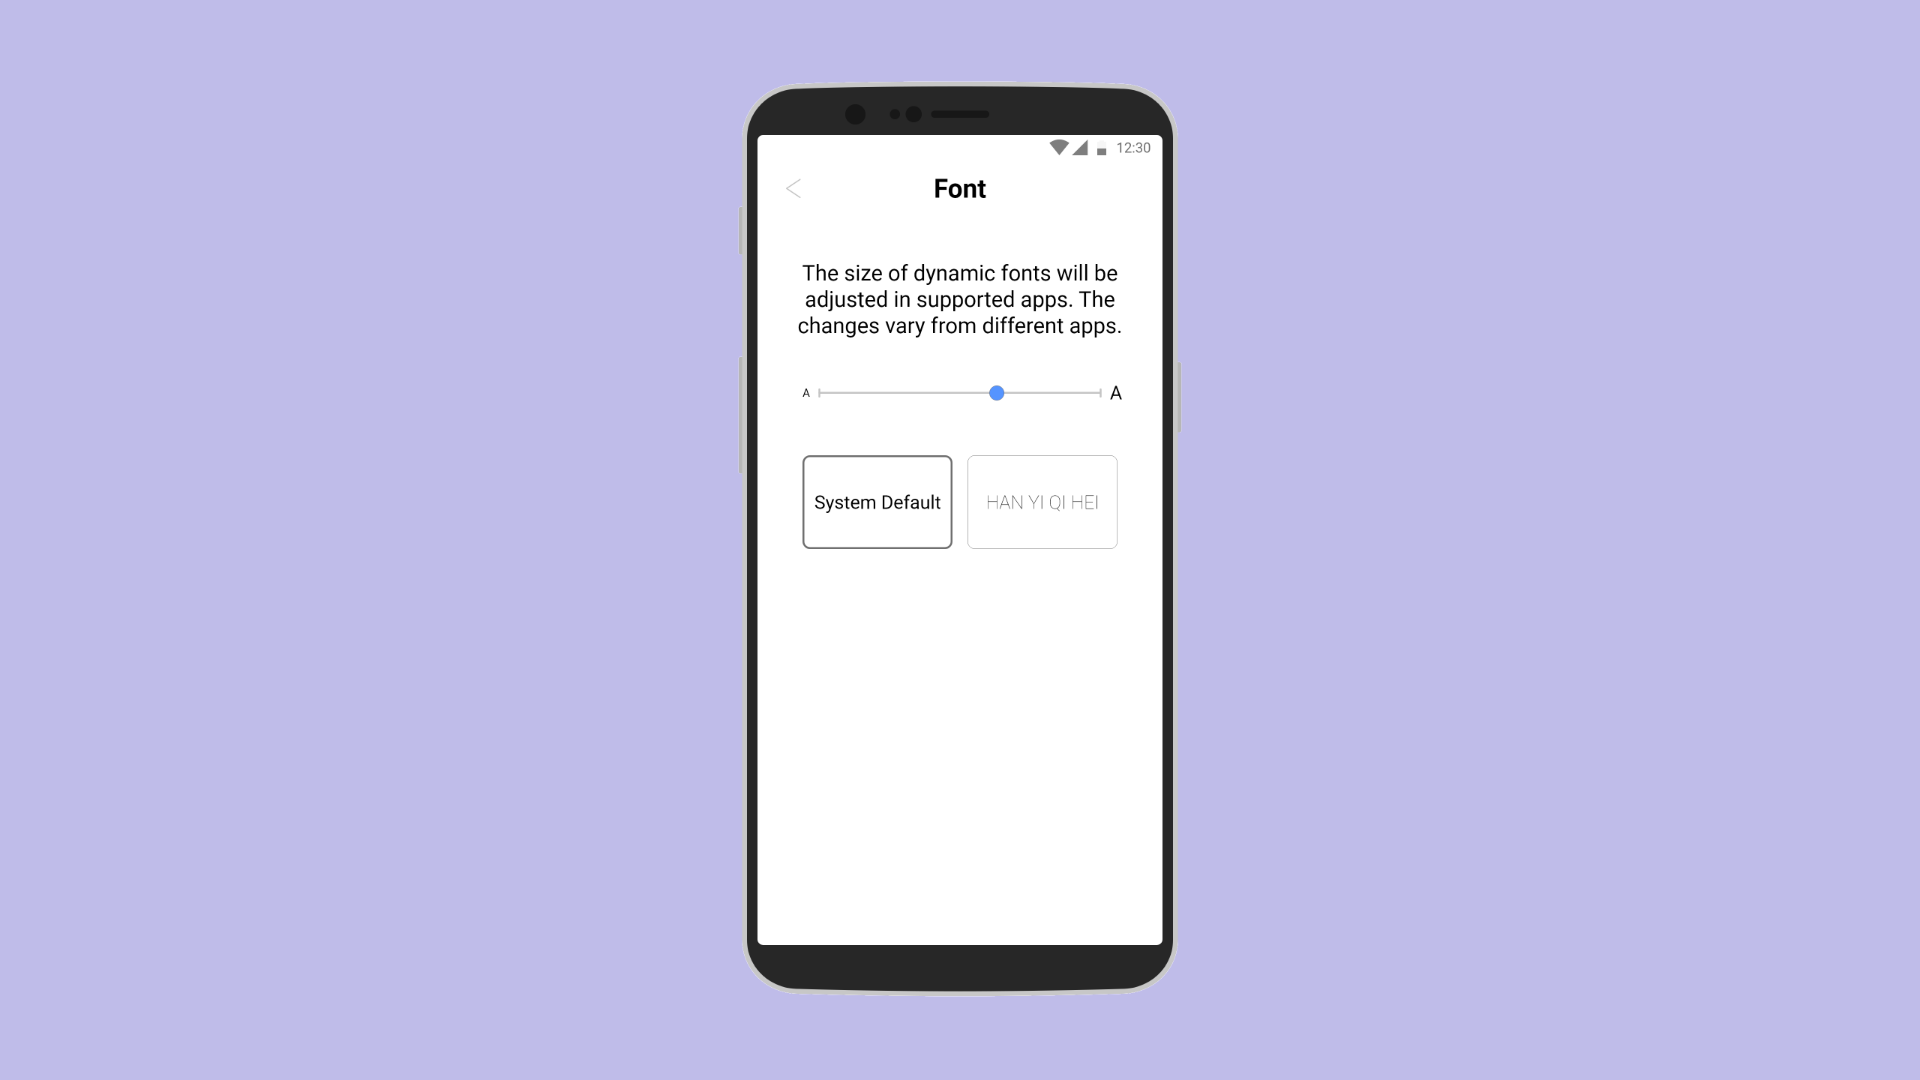 12:30
Font
The size of dynamic fonts will be
adjusted in supported apps. The
changes vary from different apps.
A A
System Default
HAN YI QI HEI